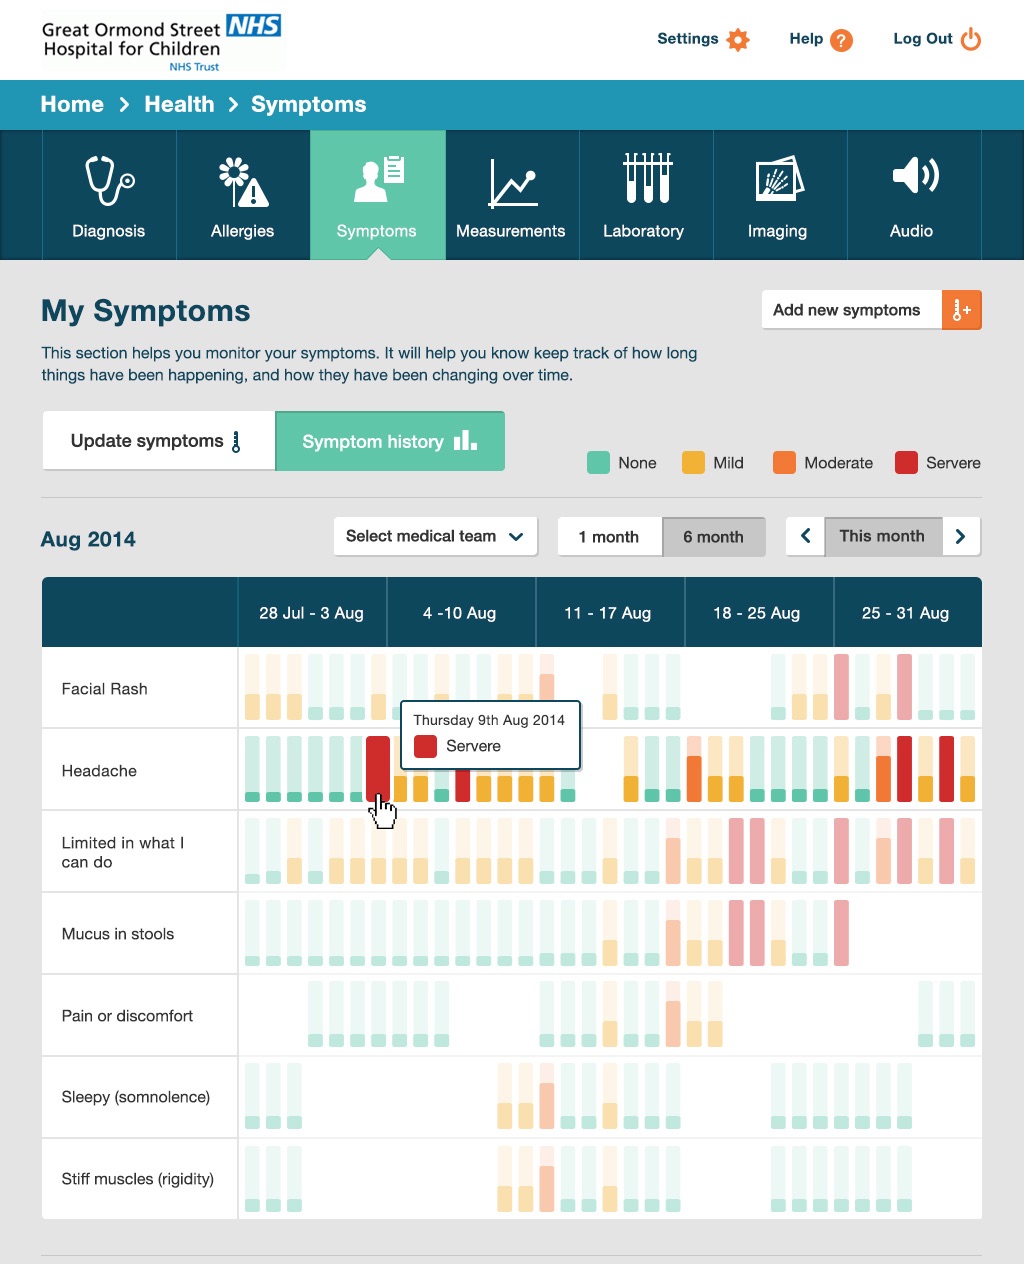 Great Ormond Street NHS
Hospital for Children
NHS Trust
Settings
Help ?
Log Out
Home > Health > Symptoms
Diagnosis
Allergies
Symptoms
Measurements
Laboratory
Imaging
Audio
My Symptoms
Add new symptoms
This section helps you monitor your symptoms. It will help you know keep track of how long
things have been happening, and how they have been changing over time.
Update symptoms
Symptom history
None
Mild
Moderate
Servere
Aug 2014
Select medical team
1 month
6 month
This month
28 Jul - 3 Aug
4 -10 Aug
11 - 17 Aug
18 - 25 Aug
25 - 31 Aug
Facial Rash
Thursday 9th Aug 2014
Servere
Headache
Limited in what I
can do
Mucus in stools
Pain or discomfort
Sleepy (somnolence)
Stiff muscles (rigidity)